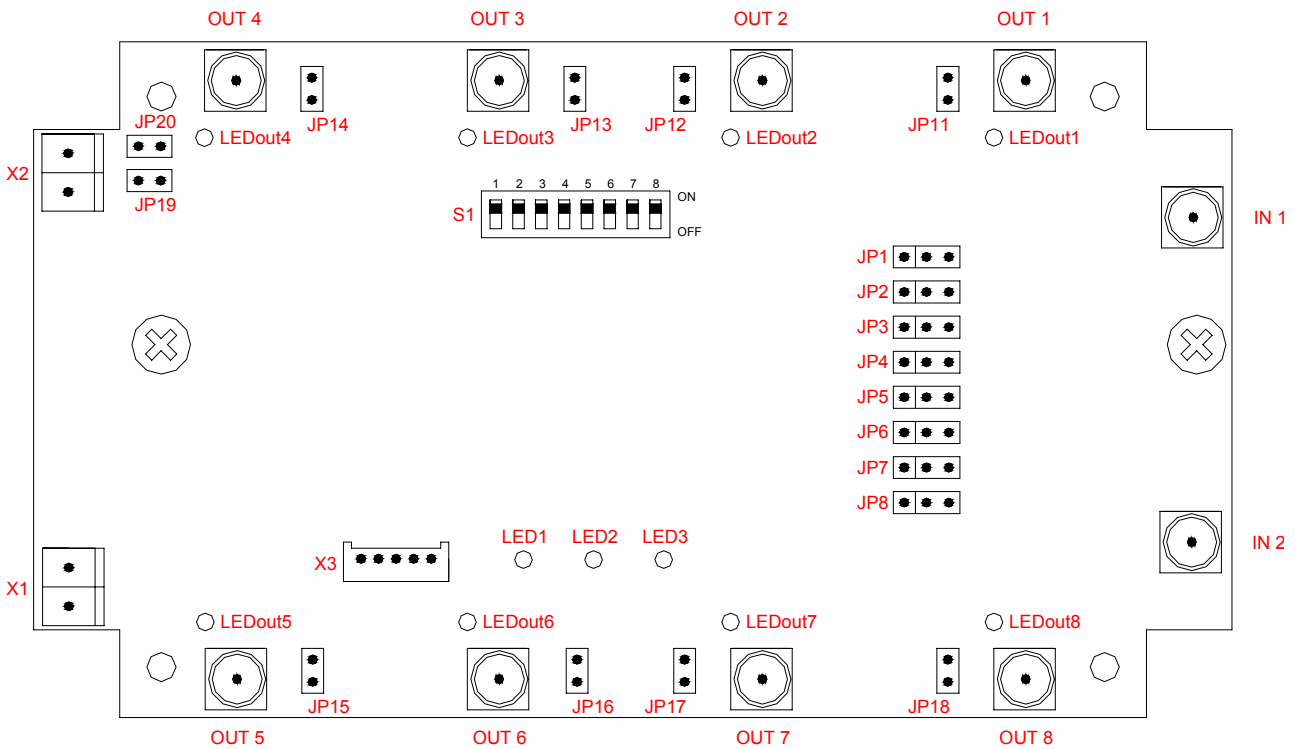 OUT 4 OUT 3 OUT 2 OUT 1
JP20 JP14 JP13 JP12 JP11
LEDout4 LEDout3 LEDout2 LEDout1
X2
JP19
1 2 3 4 5 6 7 8
ON
S1
OFF
IN 1
JP1
JP2
JP3
JP4
JP5
JP6
JP7
JP8
LED1 LED2 LED3
IN 2
X3
X1
LEDout5 LEDout6 LEDout7 LEDout8
JP15 JP16 JP17 JP18
OUT 5 OUT 6 OUT 7 OUT 8